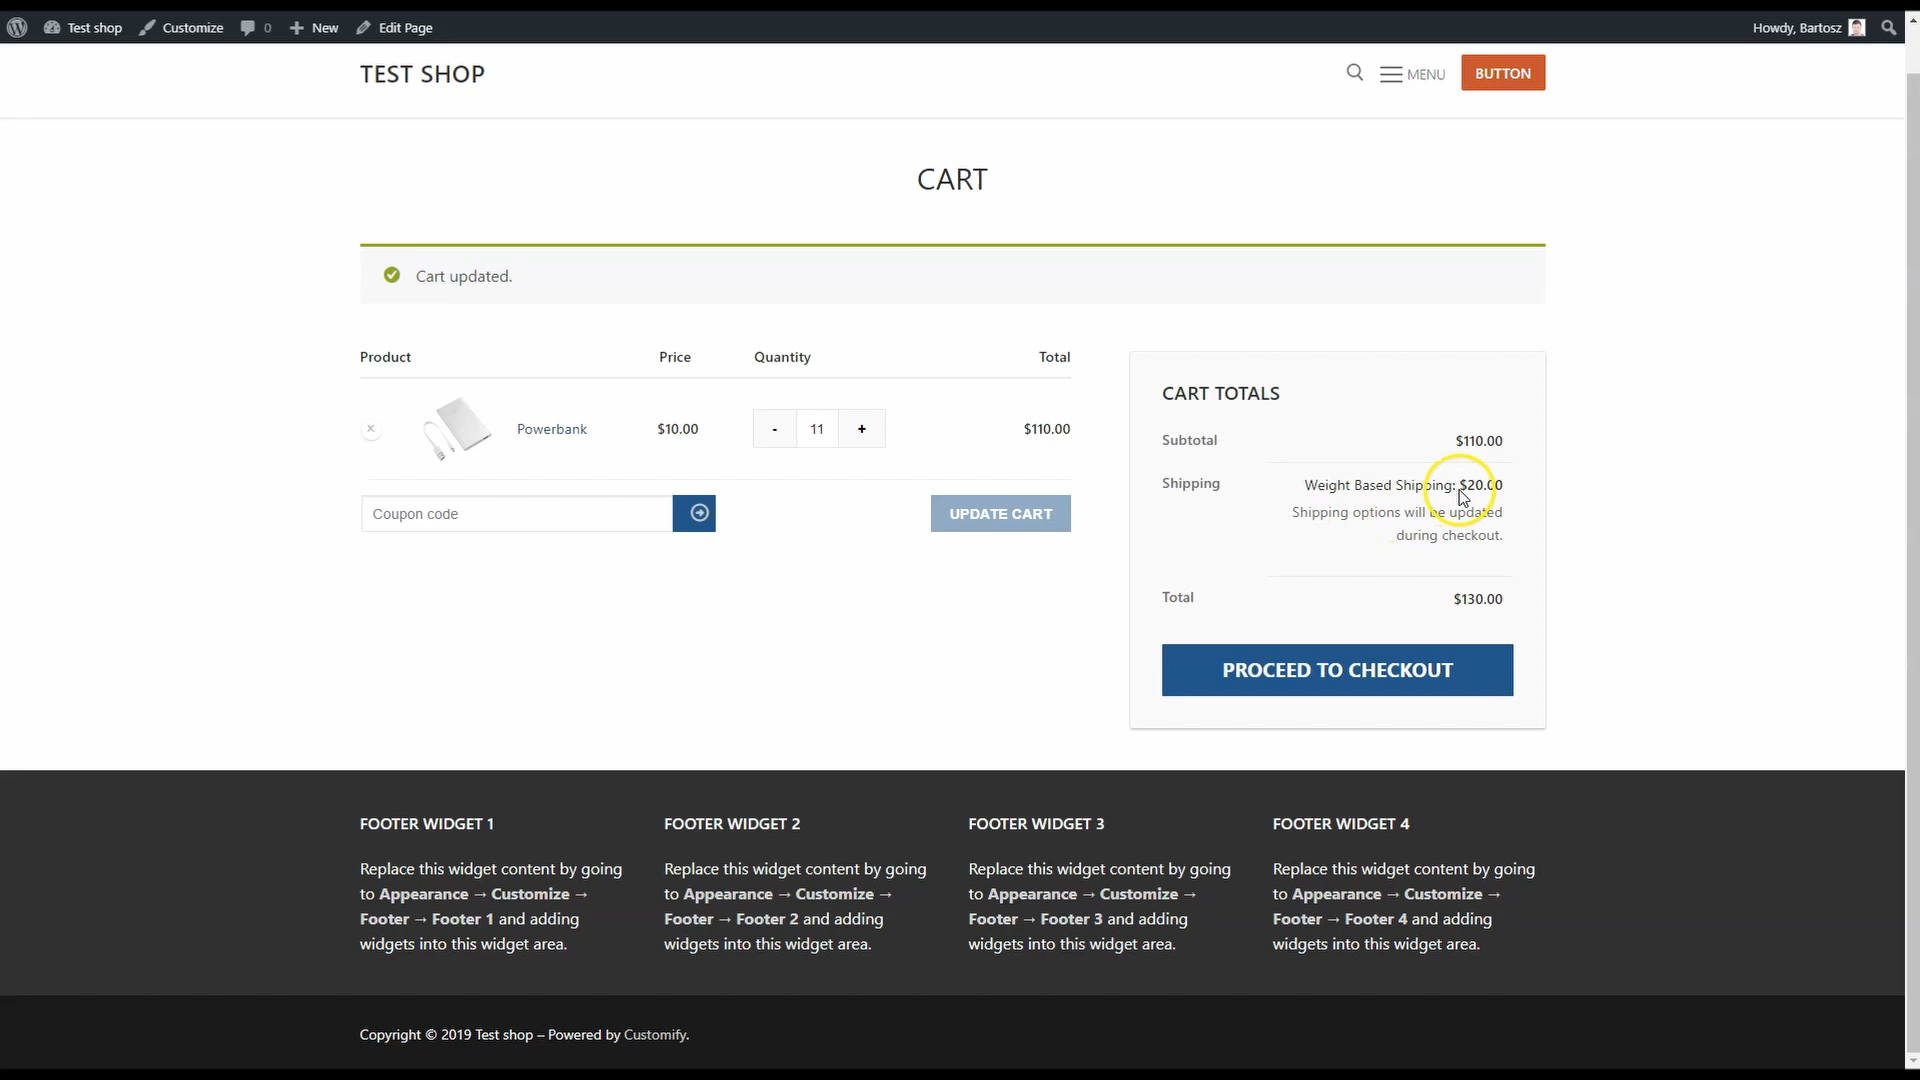 Test shop Customize 0 New Edit Page Howdy, Bartosz
TEST SHOP MENU BUTTON
CART
Cart updated.
Product Price Quantity Total
× Powerbank $10.00 - 11 + $110.00
Coupon code UPDATE CART
CART TOTALS
Subtotal $110.00
Shipping Weight Based Shipping: $20.00
Shipping options will be updated
during checkout.
Total $130.00
PROCEED TO CHECKOUT
FOOTER WIDGET 1
Replace this widget content by going
to Appearance → Customize →
Footer → Footer 1 and adding
widgets into this widget area.
FOOTER WIDGET 2
Replace this widget content by going
to Appearance → Customize →
Footer → Footer 2 and adding
widgets into this widget area.
FOOTER WIDGET 3
Replace this widget content by going
to Appearance → Customize →
Footer → Footer 3 and adding
widgets into this widget area.
FOOTER WIDGET 4
Replace this widget content by going
to Appearance → Customize →
Footer → Footer 4 and adding
widgets into this widget area.
Copyright © 2019 Test shop – Powered by Customify.